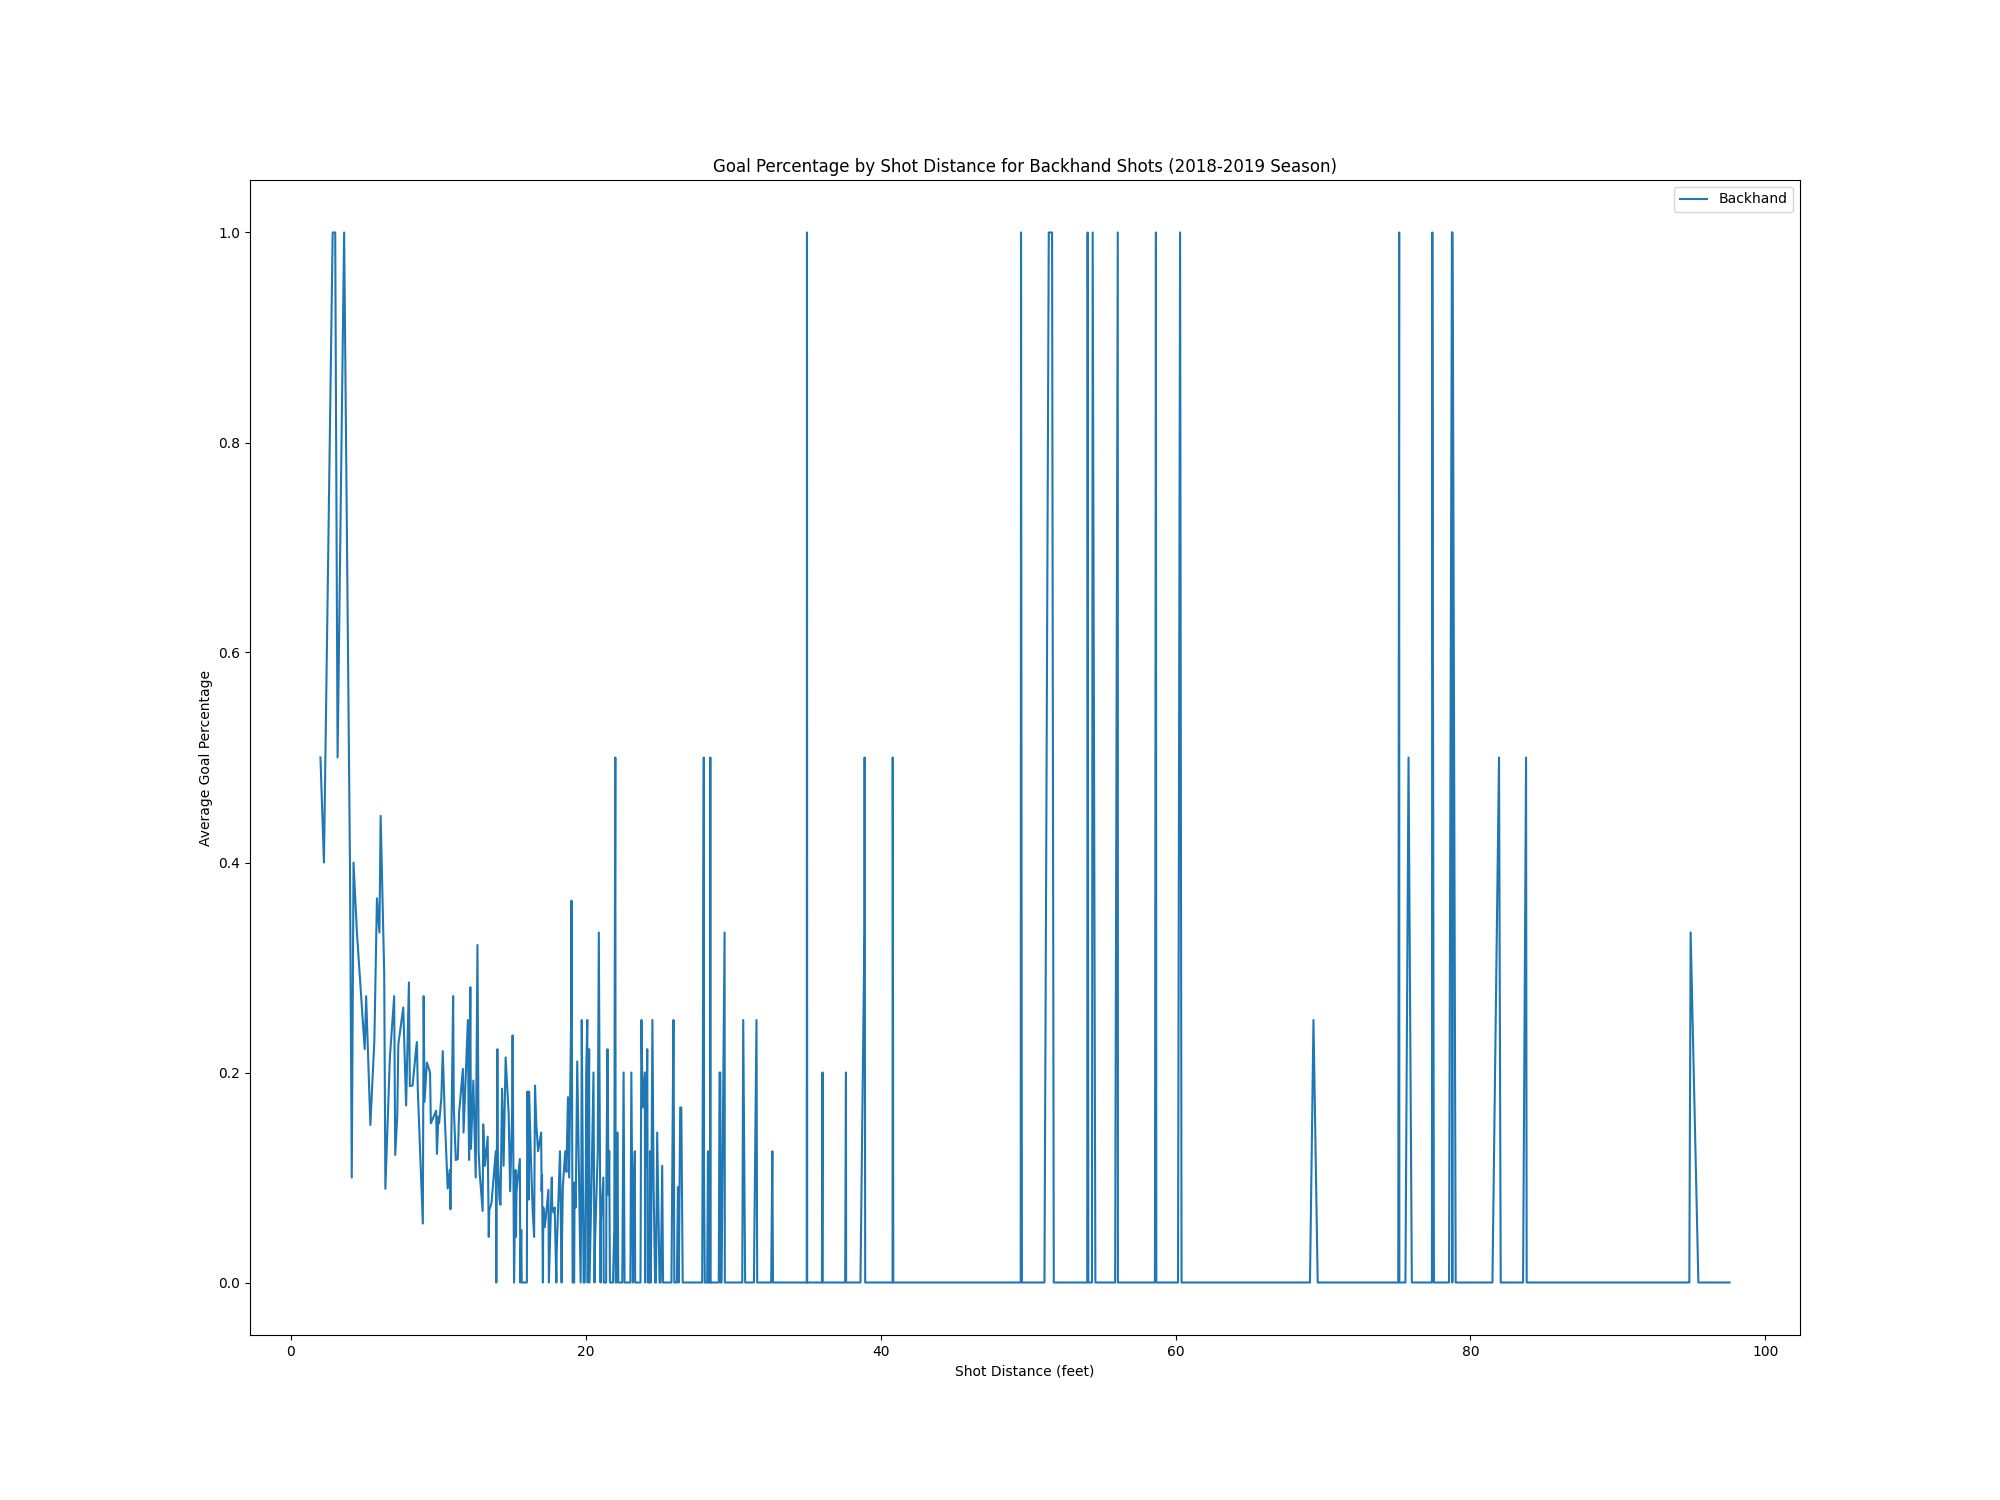 Goal Percentage by Shot Distance for Backhand Shots (2018-2019 Season)
Backhand
1.0
0.8
0.6
0.4
0.2
0.0
Average Goal Percentage
0 20 40 60 80 100
Shot Distance (feet)